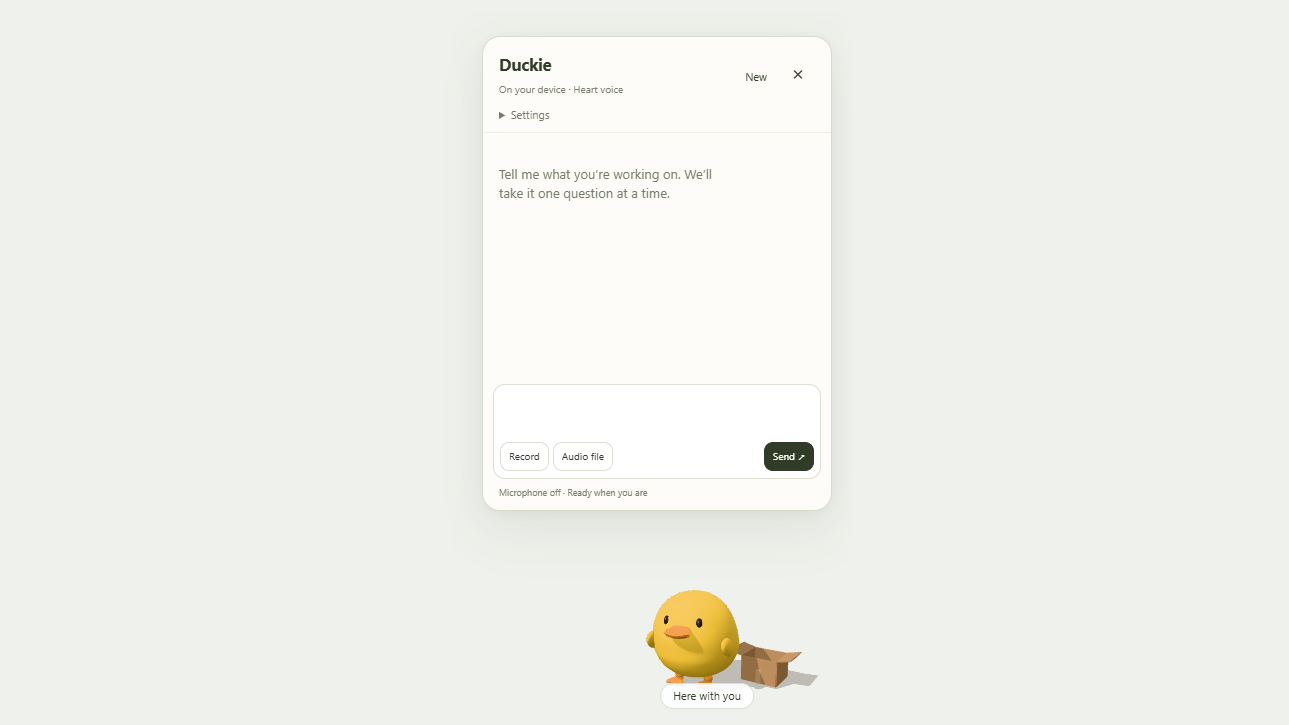 Duckie
New ✕
On your device · Heart voice
▶ Settings
Tell me what you’re working on. We’ll
take it one question at a time.
Record
Audio file
Send ↗
Microphone off · Ready when you are
Here with you